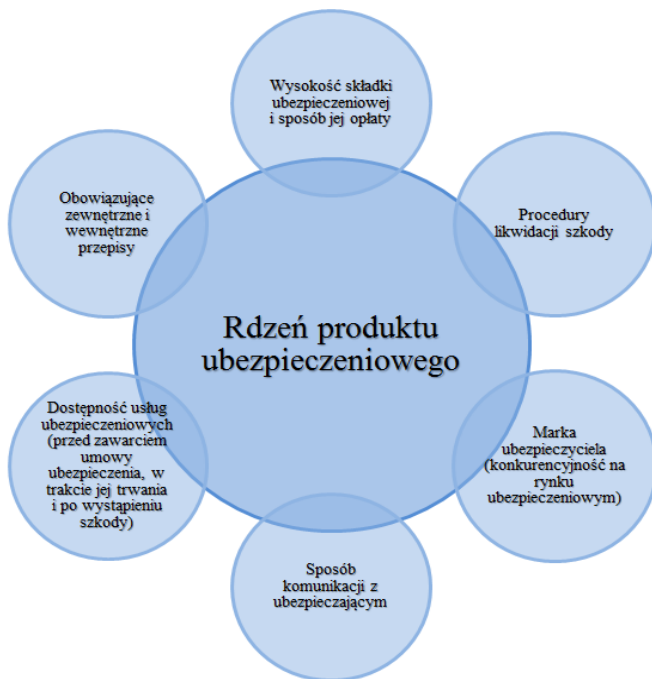 Wysokość składki
ubezpieczeniowej
i sposób jej opłaty
Obowiązujące
zewnętrzne i
wewnętrzne
przepisy
Procedury
likwidacji szkody
Rdzeń produktu
ubezpieczeniowego
Dostępność usług
ubezpieczeniowych
(przed zawarciem
umowy
ubezpieczenia, w
trakcie jej trwania
i po wystąpieniu
szkody)
Marka
ubezpieczyciela
(konkurencyjność na
rynku
ubezpieczeniowym)
Sposób
komunikacji z
ubezpieczającym